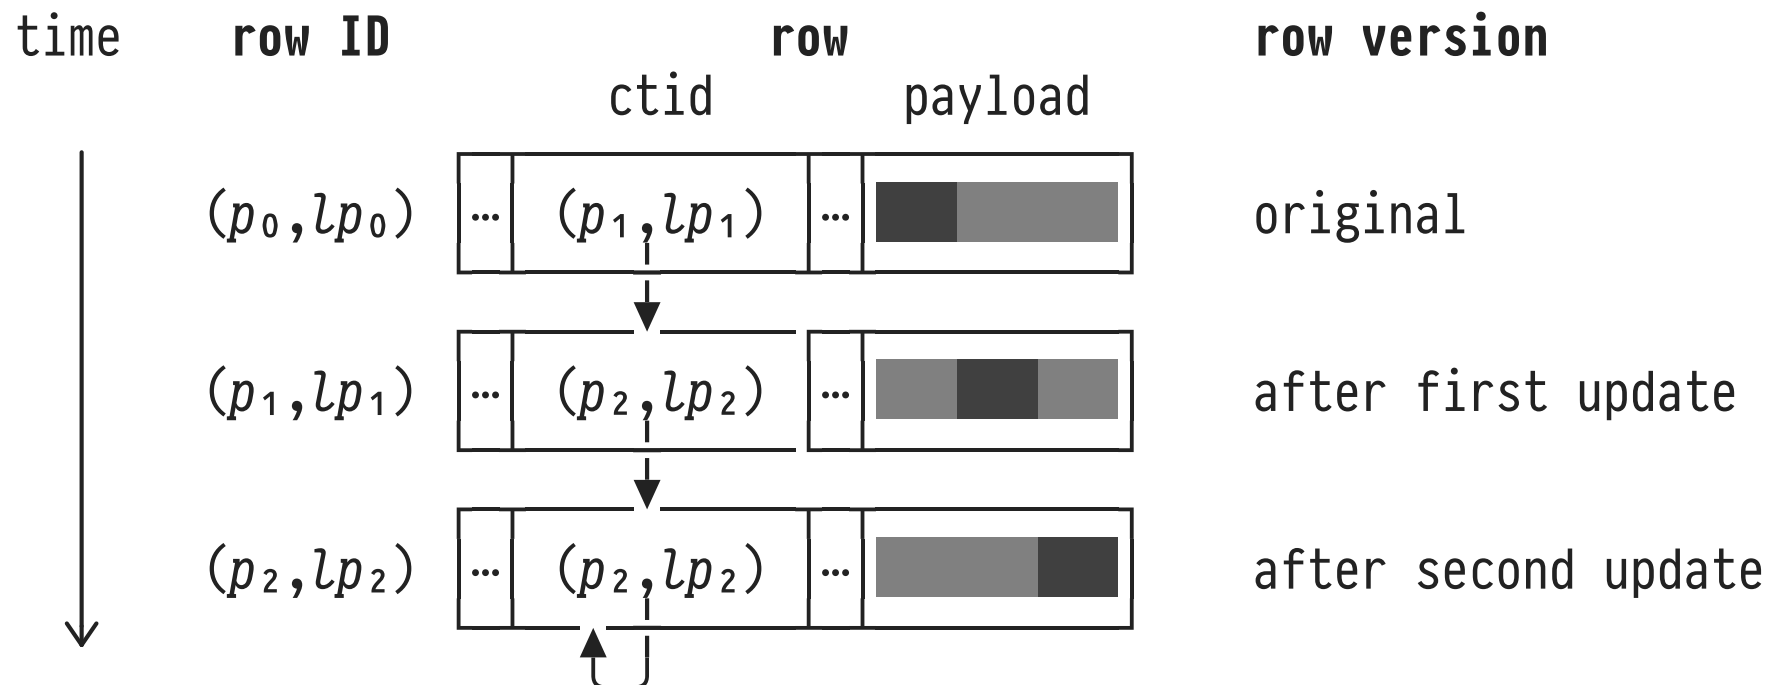 time row ID row row version
ctid payload
(p₀,lp₀) ... (p₁,lp₁) ... original
(p₁,lp₁) ... (p₂,lp₂) ... after first update
(p₂,lp₂) ... (p₂,lp₂) ... after second update